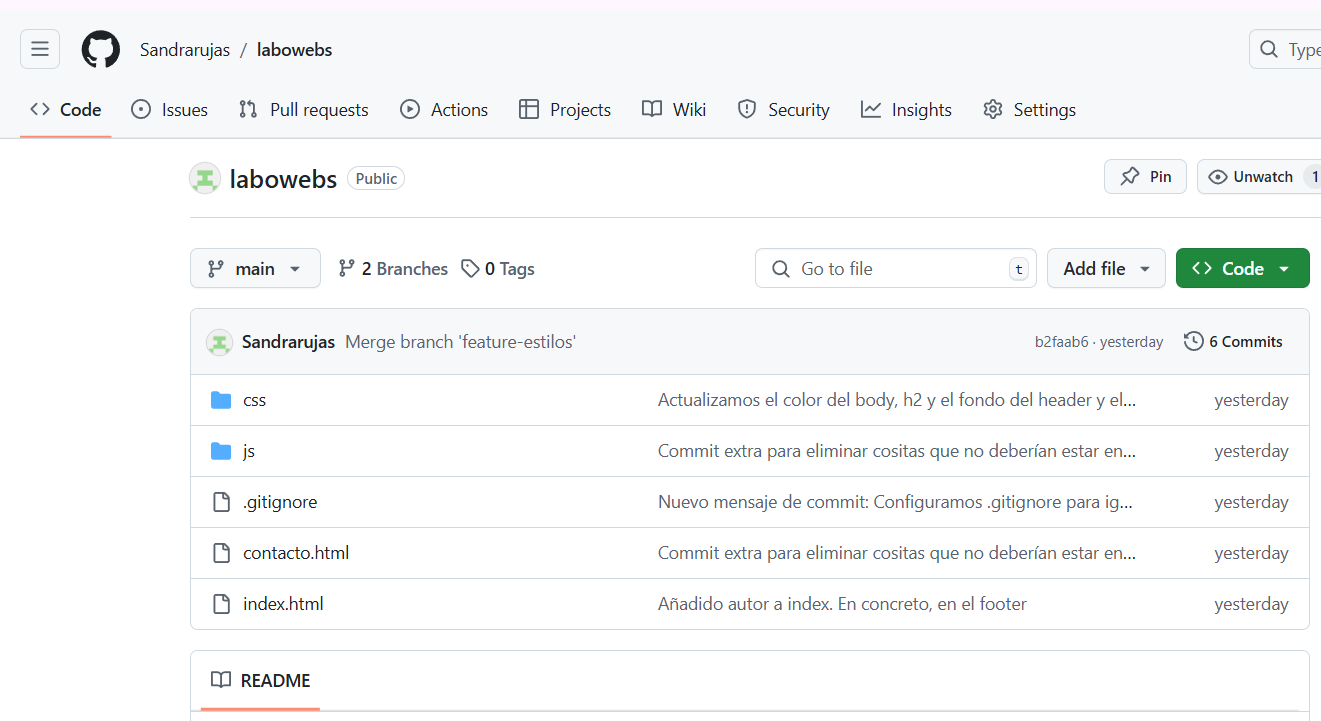 Sandrarujas / labowebs
Type
Code Issues Pull requests Actions Projects Wiki Security Insights Settings
labowebs Public Pin Unwatch 1
main 2 Branches 0 Tags Go to file t Add file Code
Sandrarujas Merge branch 'feature-estilos' b2faab6 · yesterday 6 Commits
css Actualizamos el color del body, h2 y el fondo del header y el... yesterday
js Commit extra para eliminar cositas que no deberían estar en... yesterday
.gitignore Nuevo mensaje de commit: Configuramos .gitignore para ig... yesterday
contacto.html Commit extra para eliminar cositas que no deberían estar en... yesterday
index.html Añadido autor a index. En concreto, en el footer yesterday
README